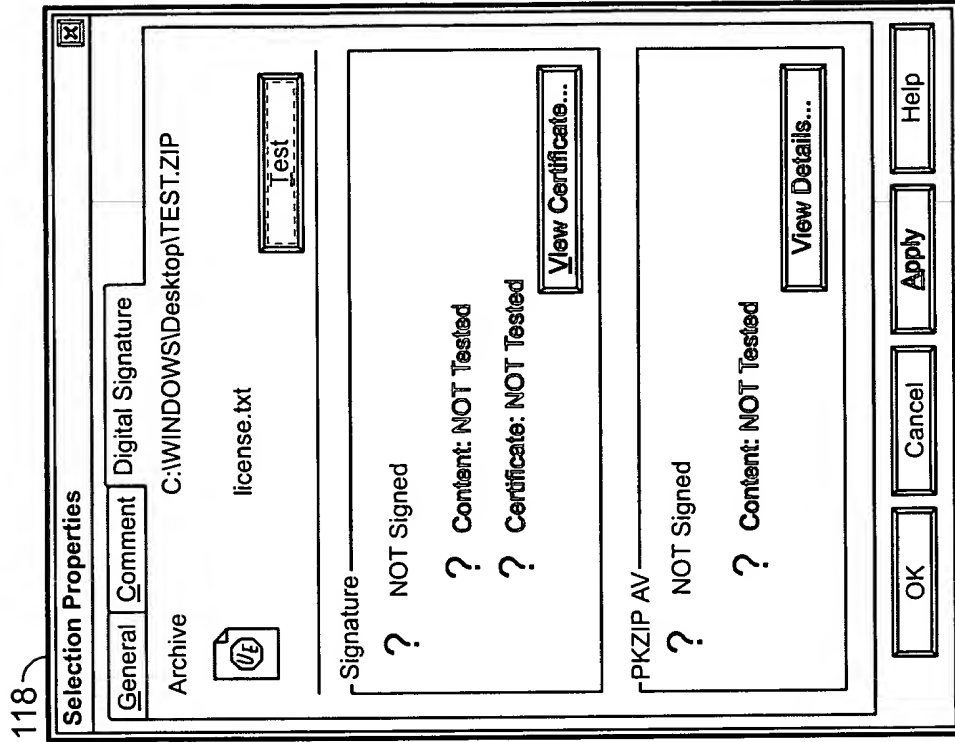 118
Selection Properties
General Comment Digital Signature
Archive C:\WINDOWS\Desktop\TEST.ZIP
license.txt
Test
Signature
? NOT Signed
? Content: NOT Tested
? Certificate: NOT Tested
View Certificate...
PKZIP AV
? NOT Signed
? Content: NOT Tested
View Details...
OK Cancel Apply Help